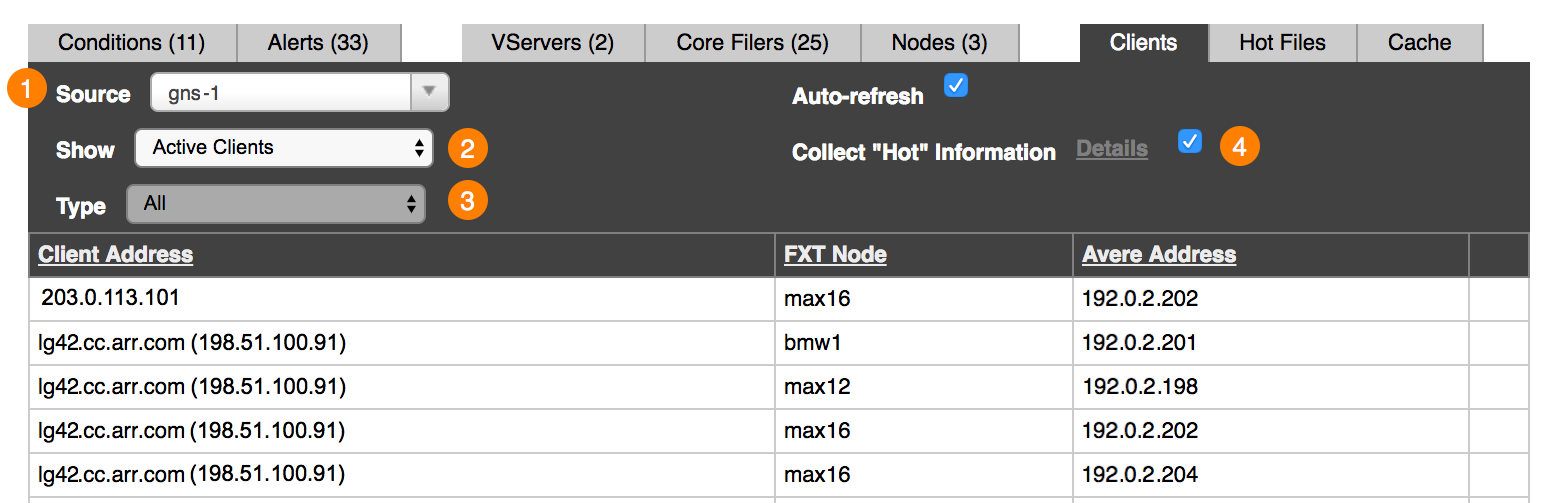 Conditions (11) Alerts (33) VServers (2) Core Filers (25) Nodes (3) Clients Hot Files Cache
1 Source gns-1 Auto-refresh
Show Active Clients 2 Collect "Hot" Information Details 4
Type All 3
Client Address FXT Node Avere Address
203.0.113.101 max16 192.0.2.202
lg42.cc.arr.com (198.51.100.91) bmw1 192.0.2.201
lg42.cc.arr.com (198.51.100.91) max12 192.0.2.198
lg42.cc.arr.com (198.51.100.91) max16 192.0.2.202
lg42.cc.arr.com (198.51.100.91) max16 192.0.2.204